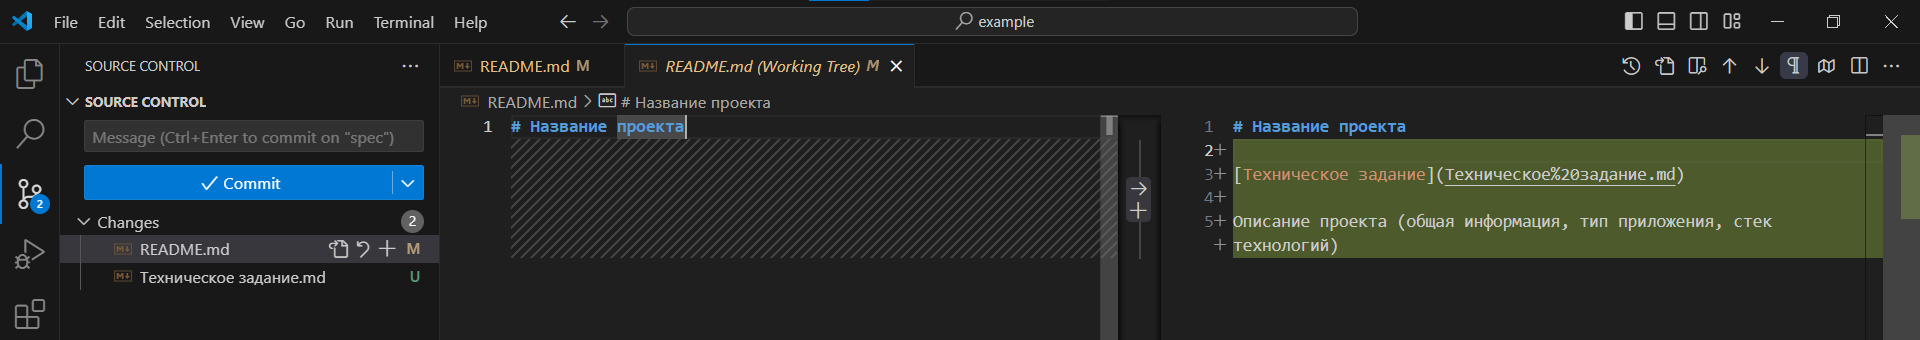 File Edit Selection View Go Run Terminal Help
example
SOURCE CONTROL
SOURCE CONTROL
Message (Ctrl+Enter to commit on "spec")
Commit
Changes 2
README.md M
Техническое задание.md U
2
README.md M
README.md (Working Tree) M
README.md > # Название проекта
1 # Название проекта
1 # Название проекта
2+
3+ [Техническое задание](Техническое%20задание.md)
4+
5+ Описание проекта (общая информация, тип приложения, стек
+ технологий)